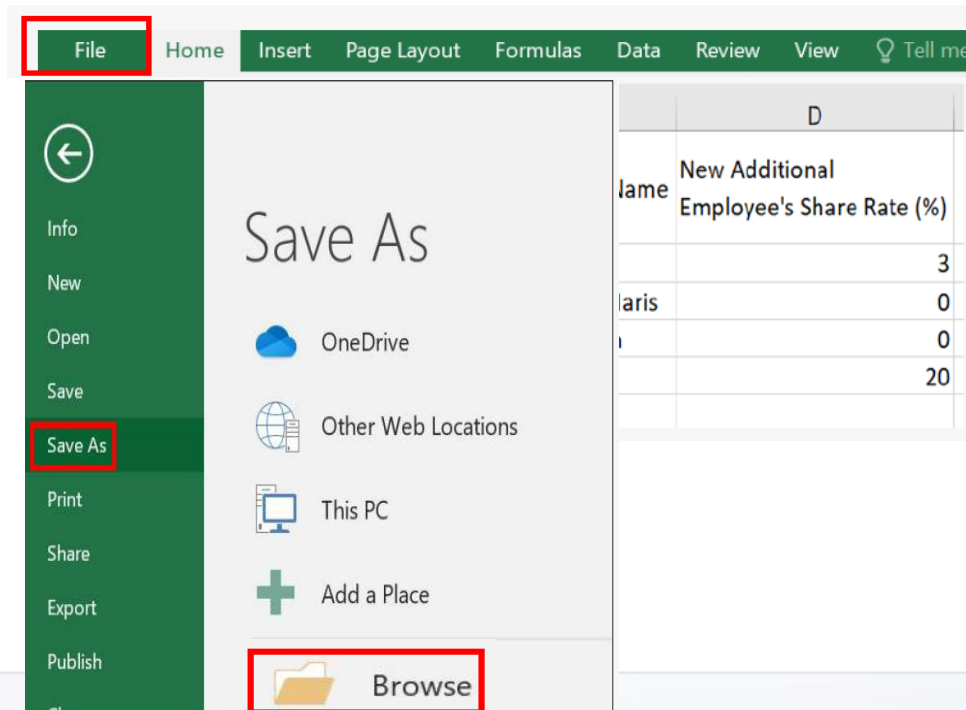 File Home Insert Page Layout Formulas Data Review View Tell me
Info
New
Open
Save
Save As
Print
Share
Export
Publish
Save As
OneDrive
Other Web Locations
This PC
Add a Place
Browse
D
Name New Additional
Employee's Share Rate (%)
3
laris 0
0
20